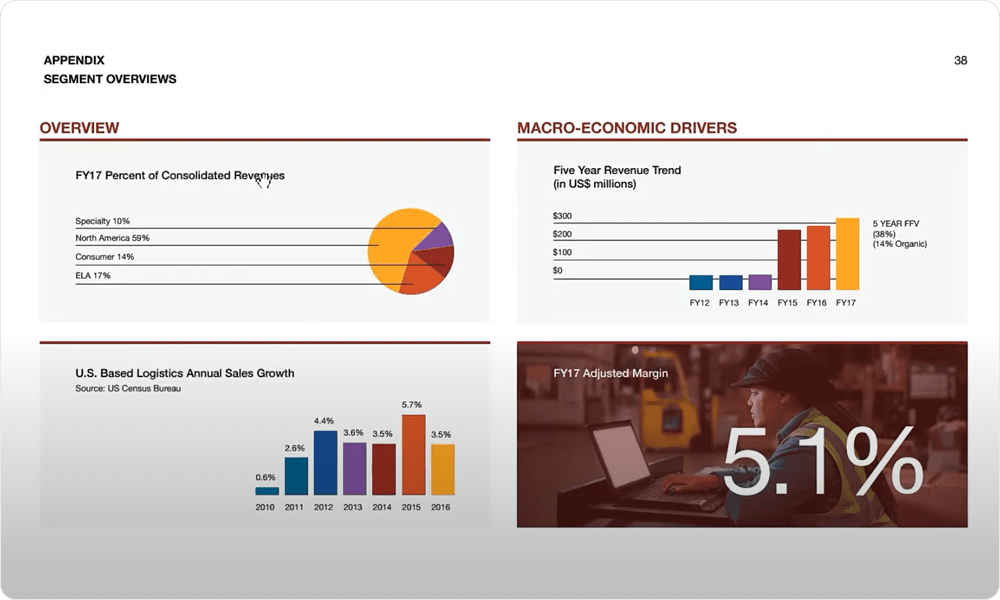 APPENDIX
SEGMENT OVERVIEWS
38
OVERVIEW
FY17 Percent of Consolidated Revenues
Specialty 10%
North America 59%
Consumer 14%
ELA 17%
MACRO-ECONOMIC DRIVERS
Five Year Revenue Trend
(in US$ millions)
$300
$200
$100
$0
5 YEAR FFV
(38%)
(14% Organic)
FY12 FY13 FY14 FY15 FY16 FY17
U.S. Based Logistics Annual Sales Growth
Source: US Census Bureau
0.6% 2.6% 4.4% 3.6% 3.5% 5.7% 3.5%
2010 2011 2012 2013 2014 2015 2016
FY17 Adjusted Margin
5.1%